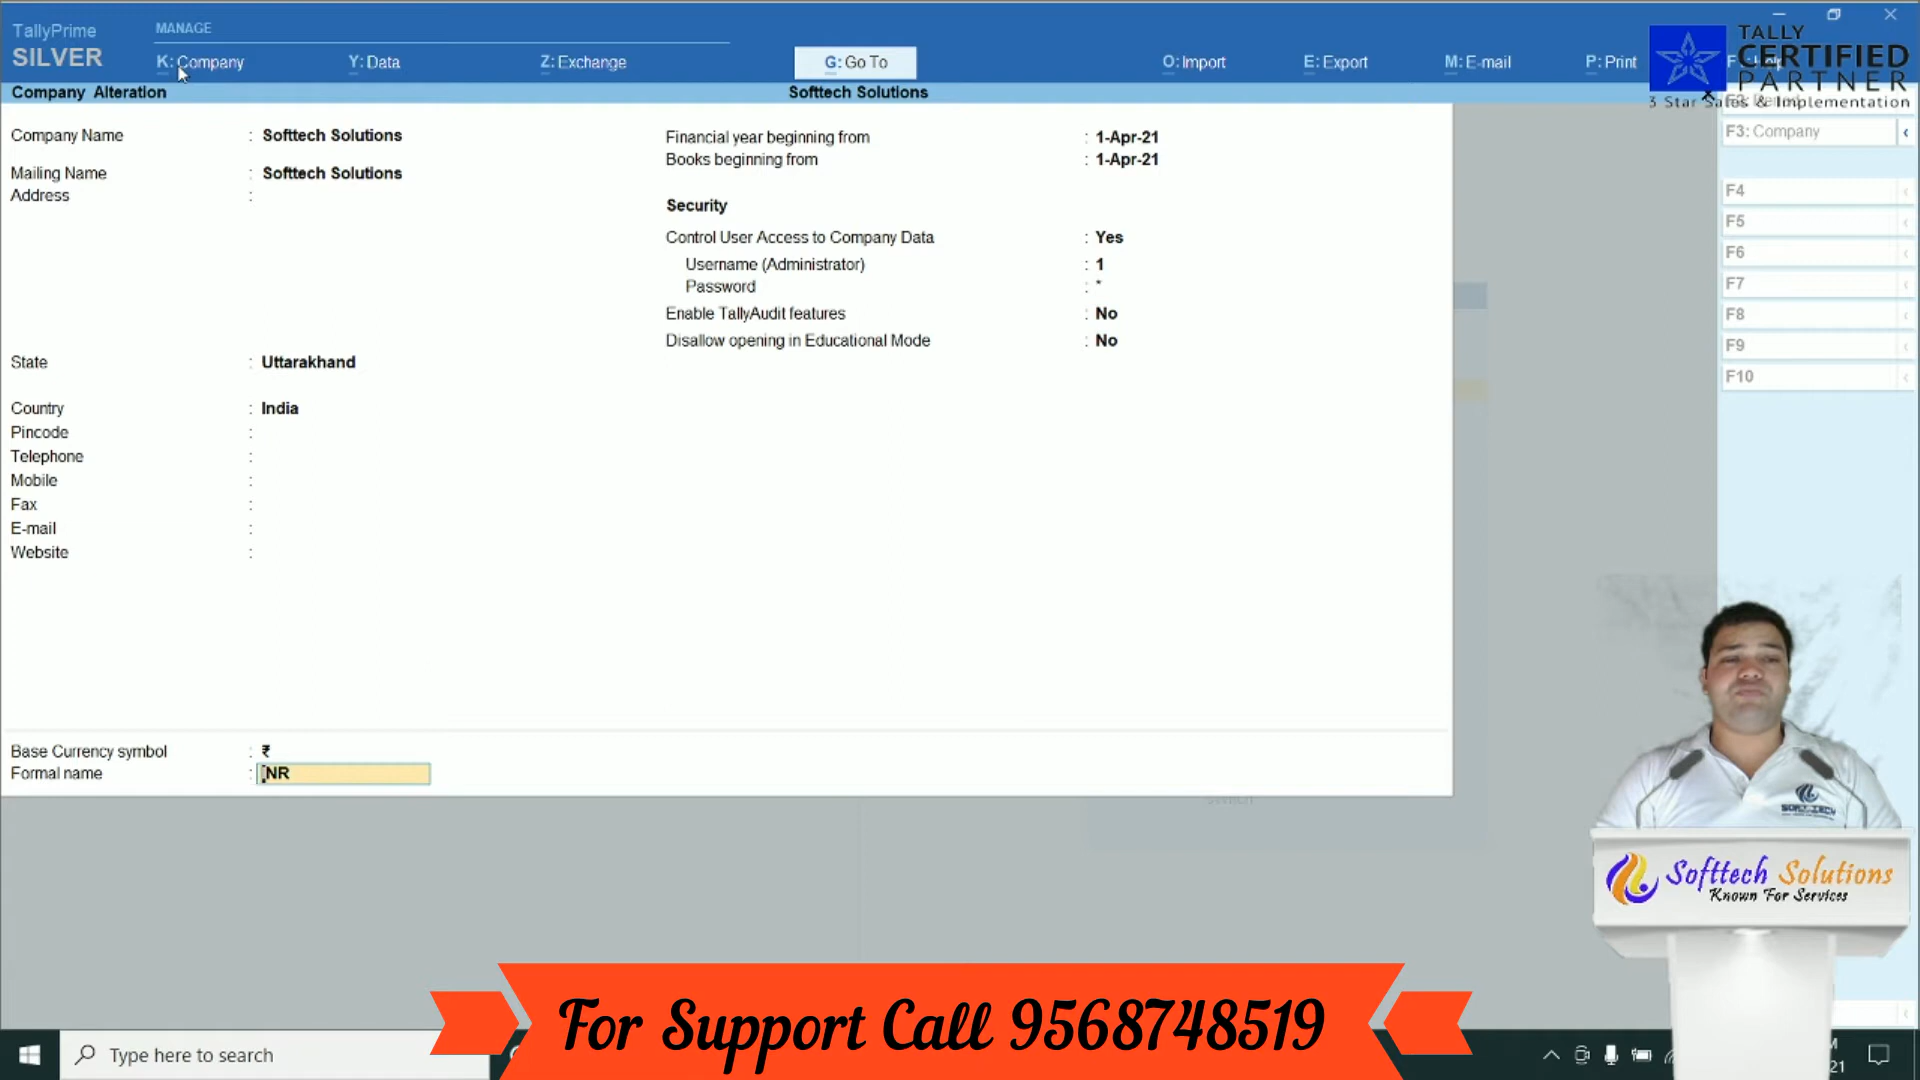 TallyPrime
SILVER
MANAGE
K: Company
Y: Data
Z: Exchange
G: Go To
O: Import
E: Export
M: E-mail
P: Print
TALLY
CERTIFIED
PARTNER
3 Star Sales & Implementation
Company Alteration
Softtech Solutions
Company Name : Softtech Solutions
Mailing Name : Softtech Solutions
Address :
State : Uttarakhand
Country : India
Pincode :
Telephone :
Mobile :
Fax :
E-mail :
Website :
Financial year beginning from : 1-Apr-21
Books beginning from : 1-Apr-21
Security
Control User Access to Company Data : Yes
Username (Administrator) : 1
Password : *
Enable TallyAudit features : No
Disallow opening in Educational Mode : No
Base Currency symbol : ₹
Formal name : INR
F3: Company
F4
F5
F6
F7
F8
F9
F10
SOFT-TECH
Softtech Solutions
Known For Services
For Support Call 9568748519
Type here to search